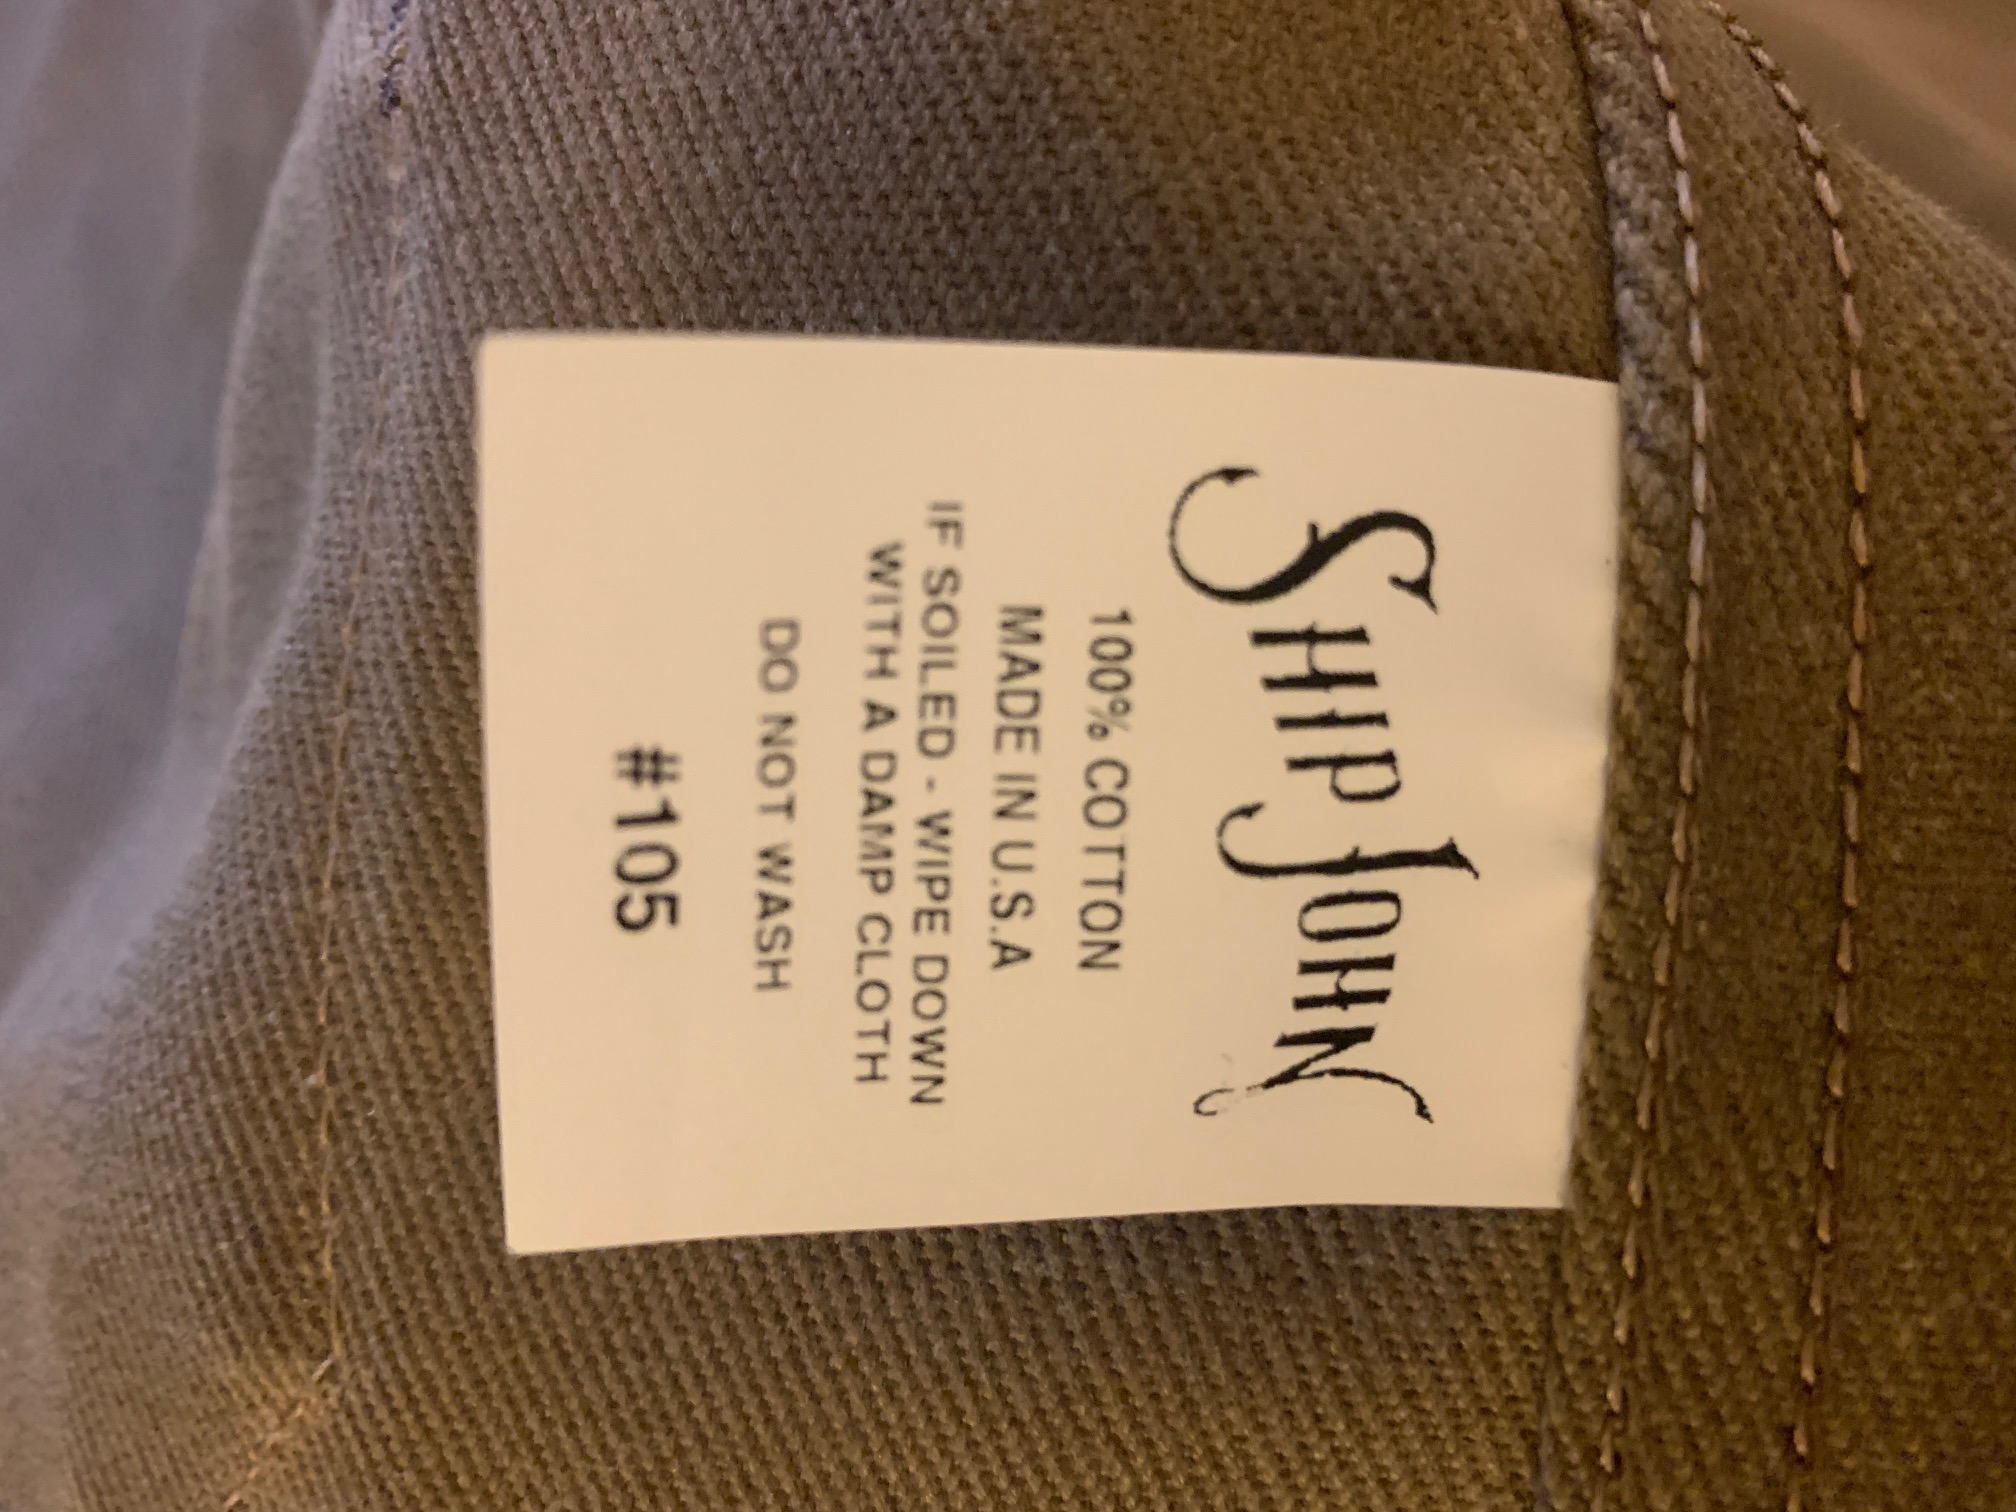 SHIP JOHN
100% COTTON
MADE IN U.S.A
IF SOILED - WIPE DOWN
WITH A DAMP CLOTH
DO NOT WASH
#105